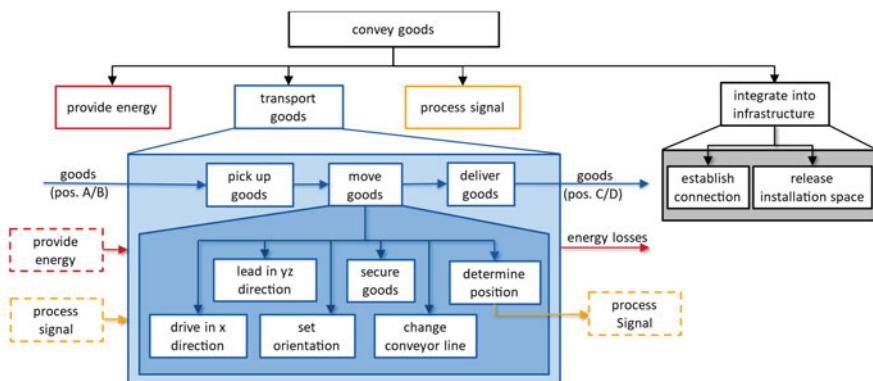 convey goods
provide energy
transport
goods
process signal
integrate into
infrastructure
goods
(pos. A/B)
pick up
goods
move
goods
deliver
goods
goods
(pos. C/D)
establish
connection
release
installation space
provide
energy
energy losses
lead in yz
direction
secure
goods
determine
position
process
signal
drive in x
direction
set
orientation
change
conveyor line
process
Signal